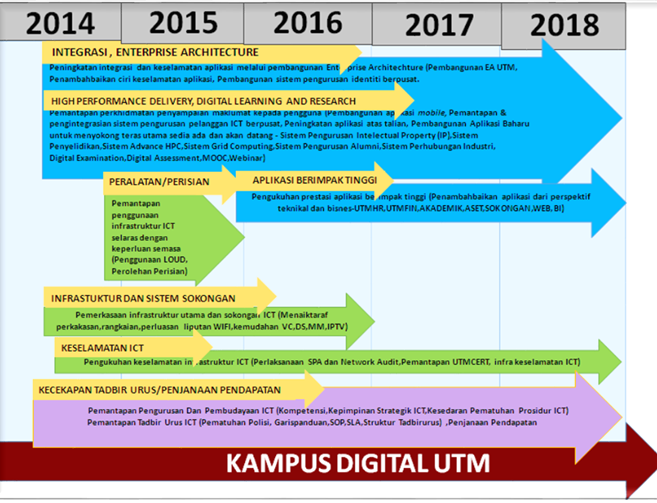 2014 2015 2016 2017 2018
INTEGRASI , ENTERPRISE ARCHITECTURE
Peningkatan integrasi dan keselamatan aplikasi melalui pembangunan Enterprise Architechture (Pembangunan EA UTM,
Penambahbaikan ciri keselamatan aplikasi, Pembangunan sistem pengurusan identiti berpusat.
HIGH PERFORMANCE DELIVERY, DIGITAL LEARNING AND RESEARCH
Pemantapan perkhidmatan penyampaian maklumat kepada pengguna (Pembangunan aplikasi mobile, Pemantapan &
pengintegrasian sistem pengurusan pelanggan ICT berpusat, Peningkatan aplikasi atas talian, Pembangunan Aplikasi Baharu
untuk menyokong teras utama sedia ada dan akan datang - Sistem Pengurusan Intelectual Property (IP),Sistem
Penyelidikan,Sistem Advance HPC,Sistem Grid Computing,Sistem Pengurusan Alumni,Sistem Perhubungan Industri,
Digital Examination,Digital Assessment,MOOC,Webinar)
PERALATAN/PERISIAN
Pemantapan
penggunaan
infrastruktur ICT
selaras dengan
keperluan semasa
(Penggunaan LOUD,
Perolehan Perisian)
APLIKASI BERIMPAK TINGGI
Pengukuhan prestasi aplikasi berimpak tinggi (Penambahbaikan aplikasi dari perspektif
teknikal dan bisnes-UTMHR,UTMFIN,AKADEMIK,ASET,SOKONGAN,WEB,BI)
INFRASTUKTUR DAN SISTEM SOKONGAN
Pemerkasaan infrastruktur utama dan sokongan ICT (Menaiktaraf
perkakasan,rangkaian,perluasan liputan WIFI,kemudahan VC,DS,MM,IPTV)
KESELAMATAN ICT
Pengukuhan keselamatan infrastruktur ICT (Perlaksanaan SPA dan Network Audit,Pemantapan UTMCERT, infra keselamatan ICT)
KECEKAPAN TADBIR URUS/PENJANAAN PENDAPATAN
Pemantapan Pengurusan Dan Pembudayaan ICT (Kompetensi,Kepimpinan Strategik ICT,Kesedaran Pematuhan Prosidur ICT)
Pemantapan Tadbir Urus ICT (Pematuhan Polisi, Garispanduan,SOP,SLA,Struktur Tadbirurus) ,Penjanaan Pendapatan
KAMPUS DIGITAL UTM